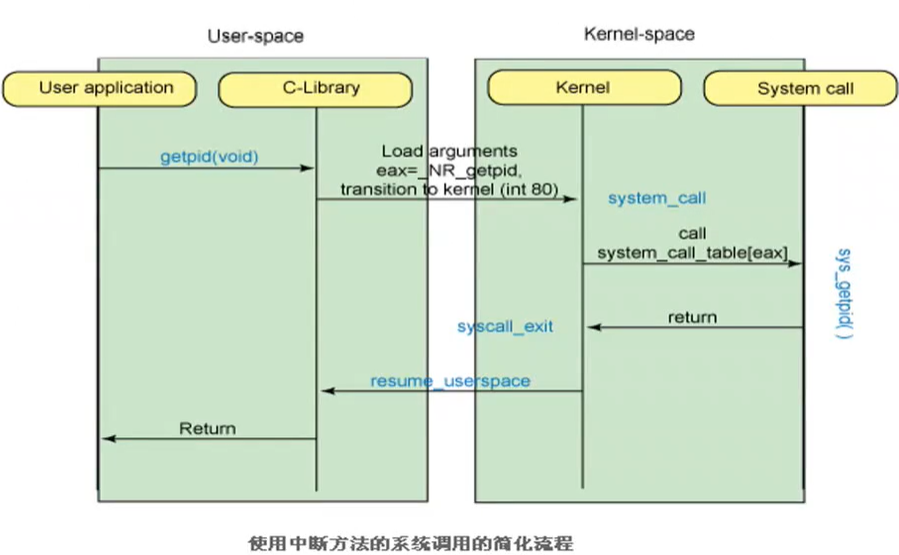 User-space
Kernel-space
User application
C-Library
Kernel
System call
getpid(void)
Load arguments
eax=_NR_getpid,
transition to kernel (int 80)
system_call
call
system_call_table[eax]
sys_getpid( )
return
syscall_exit
resume_userspace
Return
使用中断方法的系统调用的简化流程